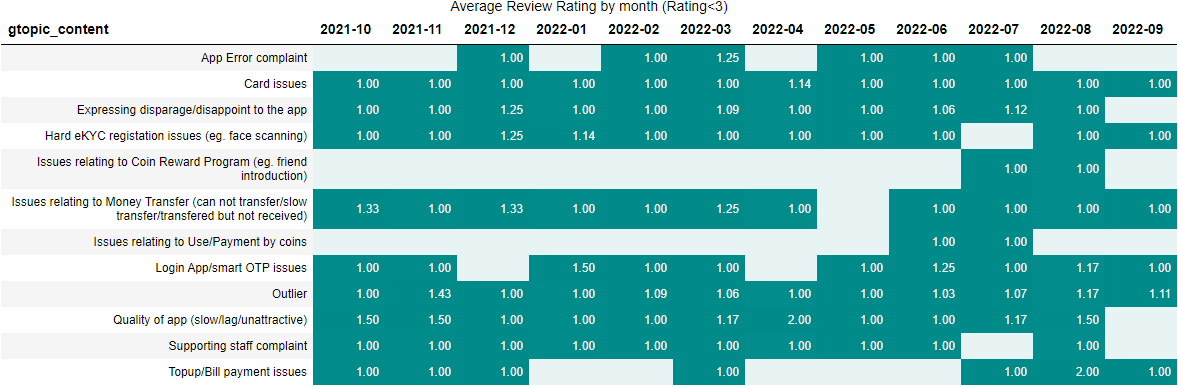 Average Review Rating by month (Rating<3)
gtopic_content 2021-10 2021-11 2021-12 2022-01 2022-02 2022-03 2022-04 2022-05 2022-06 2022-07 2022-08 2022-09
App Error complaint 1.00 1.00 1.25 1.00 1.00 1.00
Card issues 1.00 1.00 1.00 1.00 1.00 1.00 1.14 1.00 1.00 1.00 1.00 1.00
Expressing disparage/disappoint to the app 1.00 1.00 1.25 1.00 1.00 1.09 1.00 1.00 1.06 1.12 1.00
Hard eKYC registation issues (eg. face scanning) 1.00 1.00 1.25 1.14 1.00 1.00 1.00 1.00 1.00 1.00 1.00
Issues relating to Coin Reward Program (eg. friend
introduction) 1.00 1.00
Issues relating to Money Transfer (can not transfer/slow
transfer/transfered but not received) 1.33 1.00 1.33 1.00 1.00 1.25 1.00 1.00 1.00 1.00 1.00
Issues relating to Use/Payment by coins 1.00 1.00
Login App/smart OTP issues 1.00 1.00 1.50 1.00 1.00 1.00 1.25 1.00 1.17 1.00
Outlier 1.00 1.43 1.00 1.00 1.09 1.06 1.00 1.00 1.03 1.07 1.17 1.11
Quality of app (slow/lag/unattractive) 1.50 1.50 1.00 1.00 1.00 1.17 2.00 1.00 1.00 1.17 1.50
Supporting staff complaint 1.00 1.00 1.00 1.00 1.00 1.00 1.00 1.00 1.00 1.00
Topup/Bill payment issues 1.00 1.00 1.00 1.00 1.00 2.00 1.00